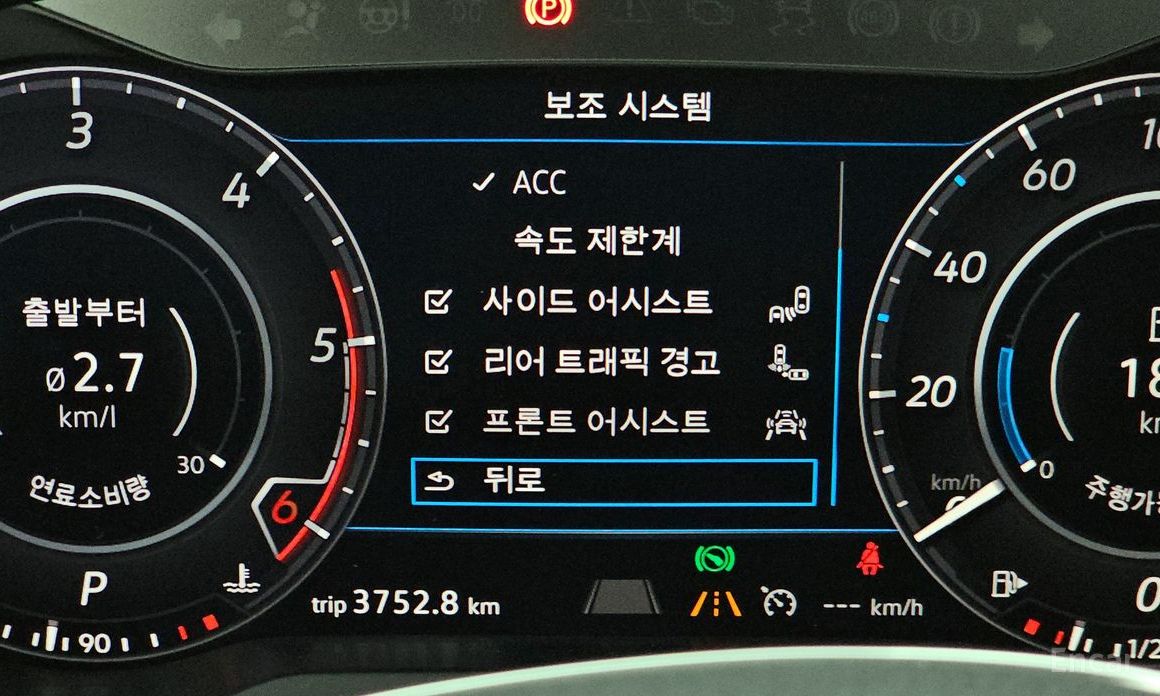 P
보조 시스템
ACC
속도 제한계
사이드 어시스트
리어 트래픽 경고
프론트 어시스트
뒤로
3
4
5
6
출발부터
ø2.7
km/l
30
연료소비량
P
90
trip 3752.8 km
--- km/h
60
40
20
km/h
0
1/2
Encar